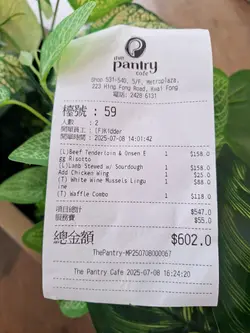 the
Pantry
cafe
Shop 531-540, 5/F, Metroplaza,
223 Hing Fong Road, Kwai Fong
電話: 2428 6131
檯號 : 59
人數 : 2
開單員工 : (F)Kidder
開單時間 : 2025-07-08 14:01:42
(L)Beef Tenderloin & Onsen E 1 $158.0
gg Risotto
(L)Lamb Stewed w/ Sourdough 1 $158.0
Add Chicken Wing 1 $25.0
(T) White Wine Mussels Lingu 1 $88.0
ine
(T) Waffle Combo 1 $118.0
項目總計 $547.0
服務費 $55.0
總金額 $602.0
ThePantry-MP250708000067
The Pantry Cafe 2025-07-08 16:24:20